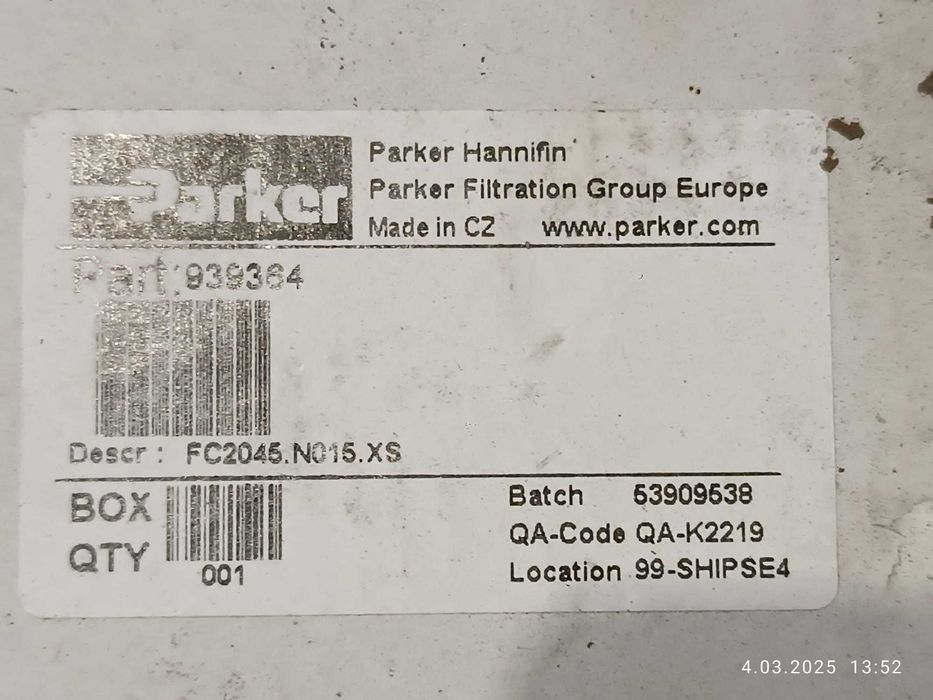 Parker
Parker Hannifin
Parker Filtration Group Europe
Made in CZ www.parker.com
Part:939364
Descr : FC2045.N015.XS
BOX
QTY
001
Batch 53909538
QA-Code QA-K2219
Location 99-SHIPSE4
4.03.2025 13:52